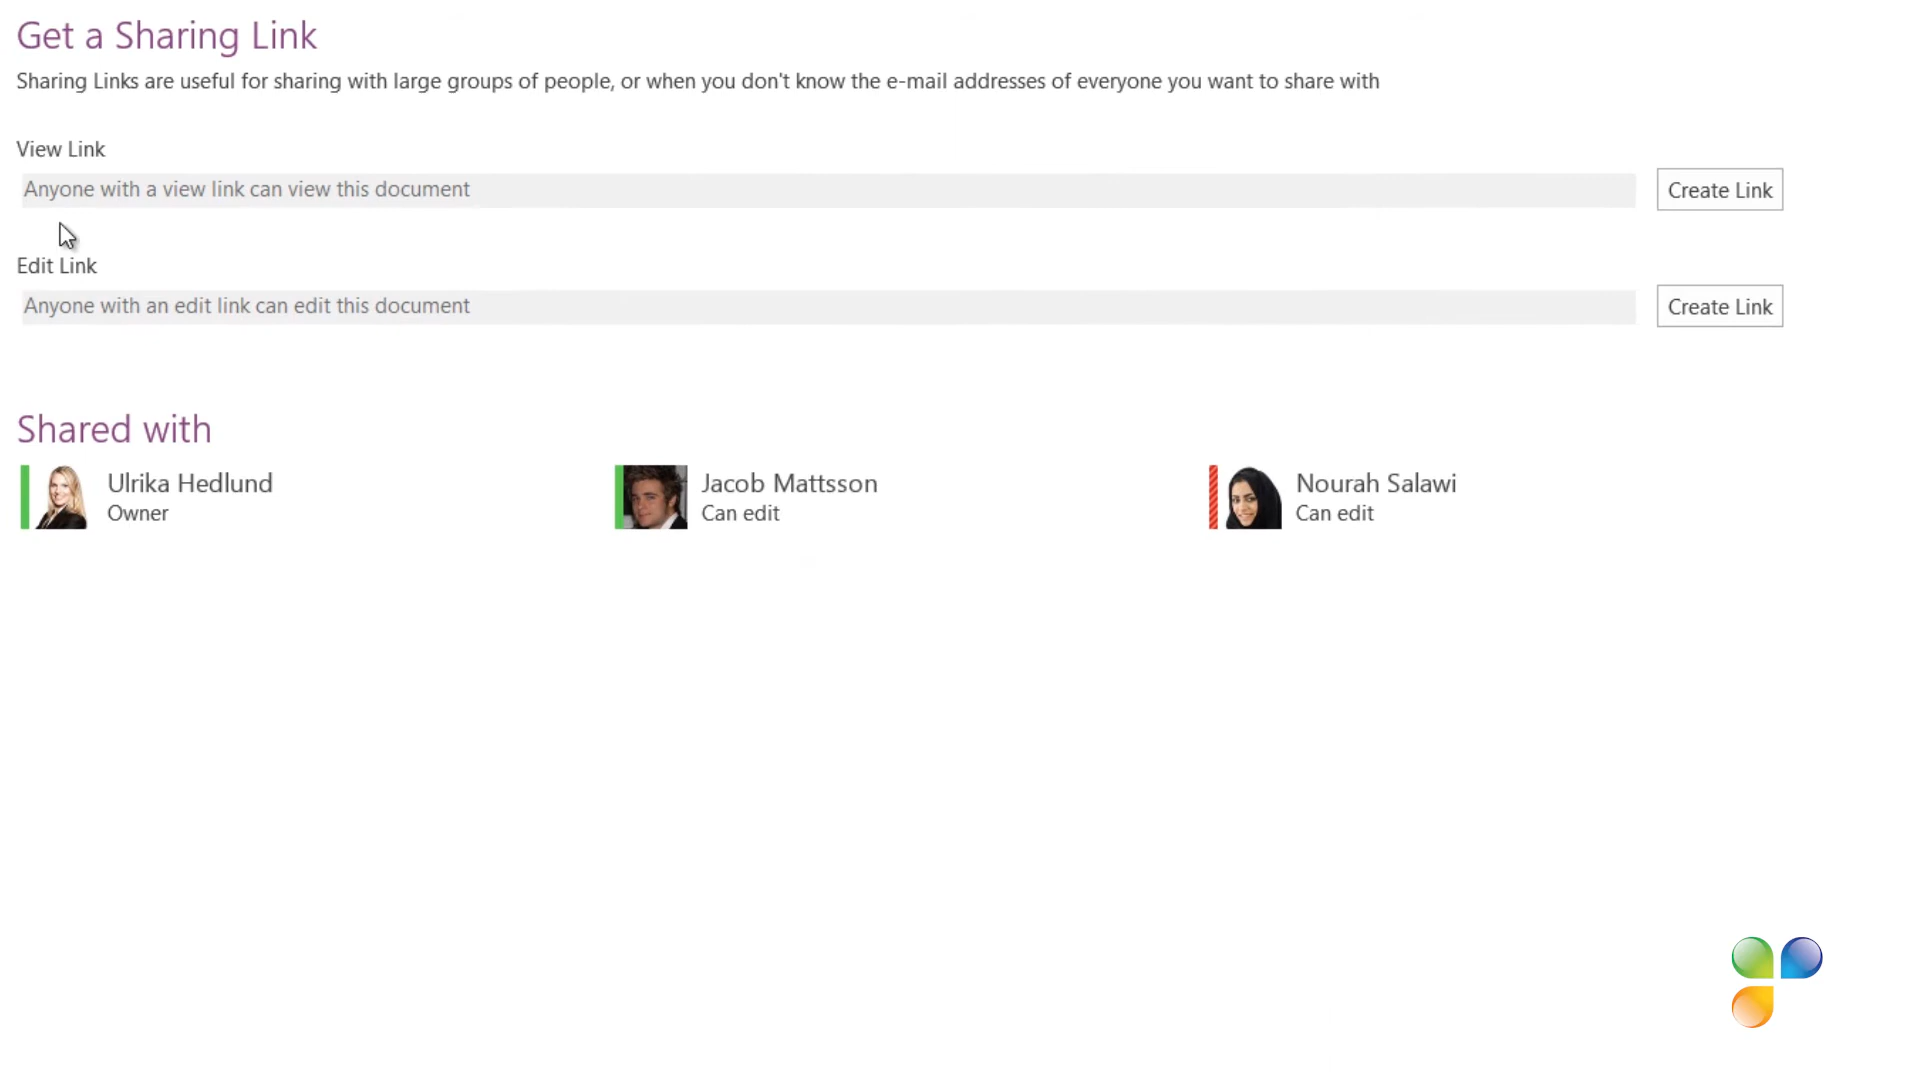 Get a Sharing Link
Sharing Links are useful for sharing with large groups of people, or when you don't know the e-mail addresses of everyone you want to share with
View Link
Anyone with a view link can view this document
Create Link
Edit Link
Anyone with an edit link can edit this document
Create Link
Shared with
Ulrika Hedlund
Owner
Jacob Mattsson
Can edit
Nourah Salawi
Can edit